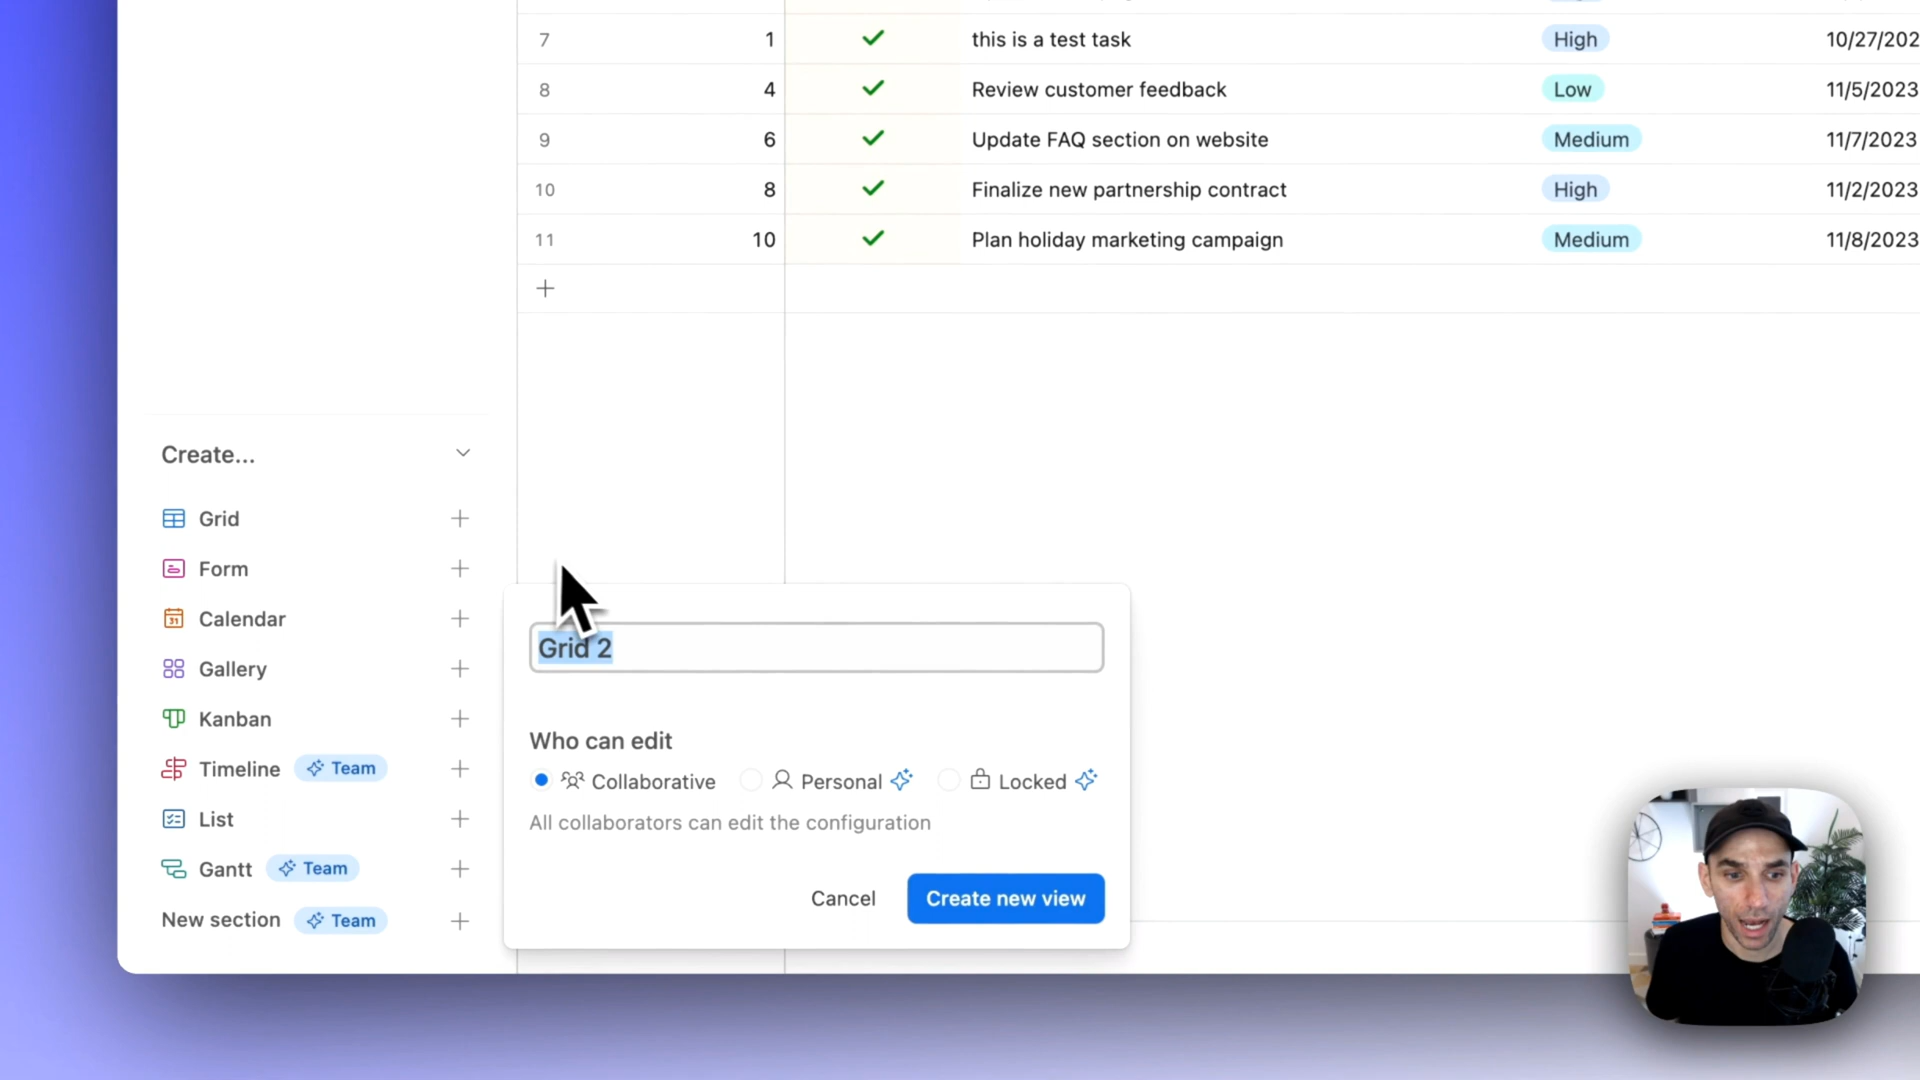 7 1 this is a test task High 10/27/202
8 4 Review customer feedback Low 11/5/2023
9 6 Update FAQ section on website Medium 11/7/2023
10 8 Finalize new partnership contract High 11/2/2023
11 10 Plan holiday marketing campaign Medium 11/8/2023
Create...
Grid
Form
31 Calendar
Gallery
Kanban
Timeline Team
List
Gantt Team
New section Team
Grid 2
Who can edit
Collaborative Personal Locked
All collaborators can edit the configuration
Cancel Create new view